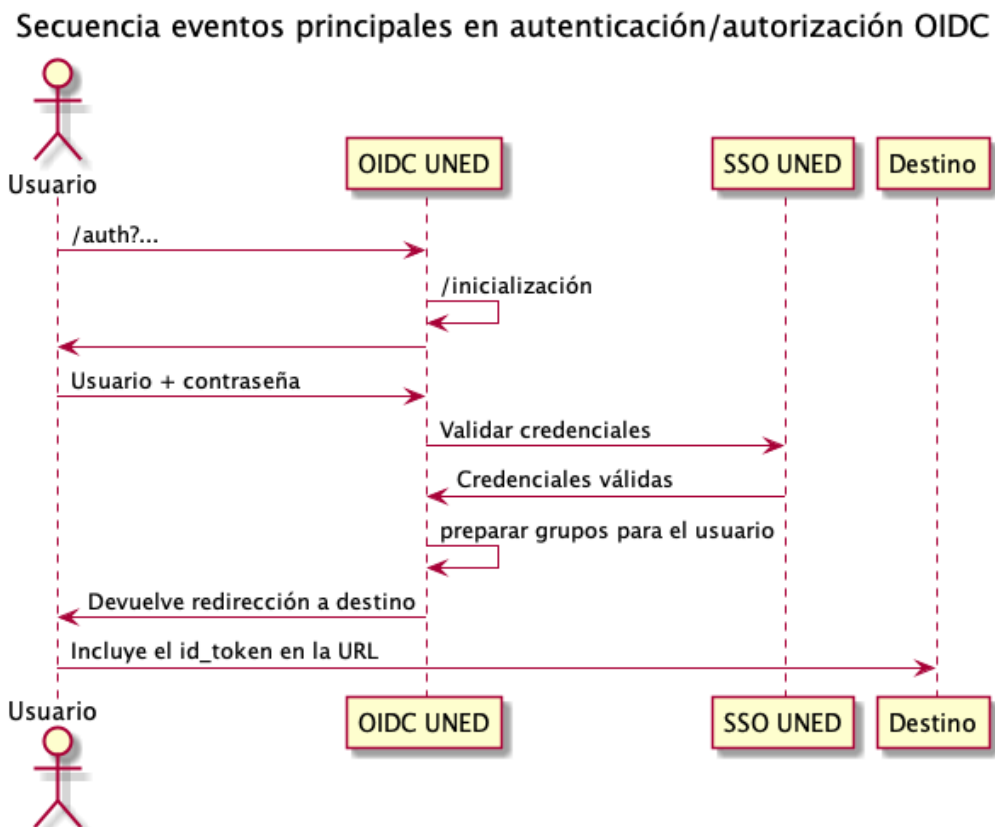 Secuencia eventos principales en autenticación/autorización OIDC
Usuario
OIDC UNED
SSO UNED
Destino
/auth?...
/inicialización
Usuario + contraseña
Validar credenciales
Credenciales válidas
preparar grupos para el usuario
Devuelve redirección a destino
Incluye el id_token en la URL
Usuario
OIDC UNED
SSO UNED
Destino